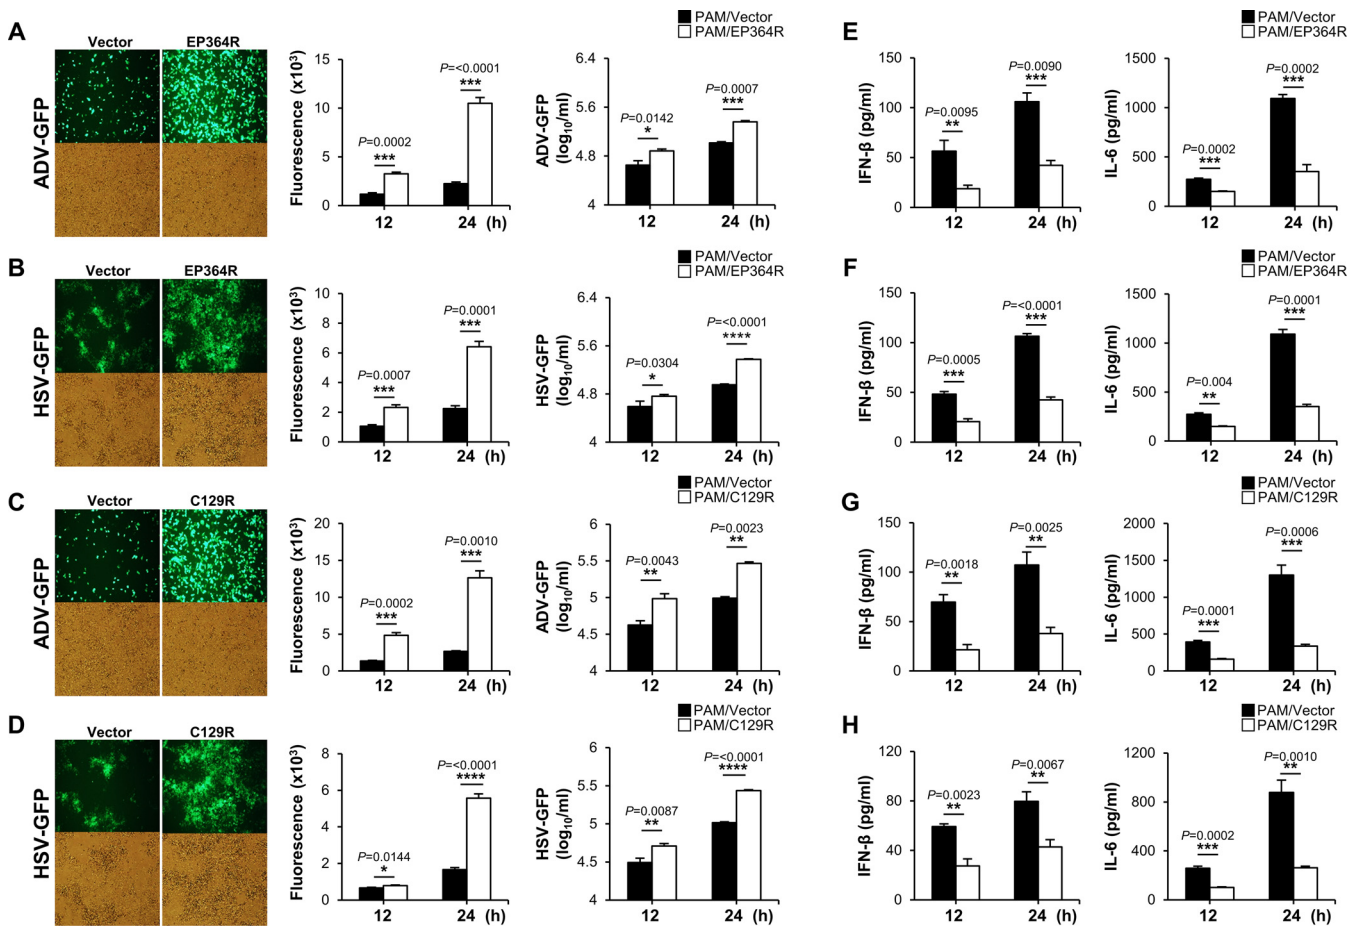 A
Vector EP364R
ADV-GFP
PAM/Vector
PAM/EP364R
Fluorescence (x10³)
15
10
5
0
P=0.0002
***
P=<0.0001
***
12 24 (h)
ADV-GFP
(log₁₀/ml)
6.4
5.6
4.8
4
P=0.0142
*
P=0.0007
***
12 24 (h)
E
PAM/Vector
PAM/EP364R
IFN-β (pg/ml)
150
100
50
0
P=0.0095
**
P=0.0090
***
12 24 (h)
IL-6 (pg/ml)
1500
1000
500
0
P=0.0002
***
P=0.0002
***
12 24 (h)
B
Vector EP364R
HSV-GFP
PAM/Vector
PAM/EP364R
Fluorescence (x10³)
10
8
6
4
2
0
P=0.0007
***
P=0.0001
***
12 24 (h)
HSV-GFP
(log₁₀/ml)
6.4
5.6
4.8
4
P=0.0304
*
P=<0.0001
****
12 24 (h)
F
PAM/Vector
PAM/EP364R
IFN-β (pg/ml)
150
100
50
0
P=0.0005
***
P=<0.0001
***
12 24 (h)
IL-6 (pg/ml)
1500
1000
500
0
P=0.004
**
P=0.0001
***
12 24 (h)
C
Vector C129R
ADV-GFP
PAM/Vector
PAM/C129R
Fluorescence (x10³)
20
15
10
5
0
P=0.0002
***
P=0.0010
***
12 24 (h)
ADV-GFP
(log₁₀/ml)
6
5.5
5
4.5
4
P=0.0043
**
P=0.0023
**
12 24 (h)
G
PAM/Vector
PAM/C129R
IFN-β (pg/ml)
150
100
50
0
P=0.0018
**
P=0.0025
**
12 24 (h)
IL-6 (pg/ml)
2000
1500
1000
500
0
P=0.0001
***
P=0.0006
***
12 24 (h)
D
Vector C129R
HSV-GFP
PAM/Vector
PAM/C129R
Fluorescence (x10³)
8
6
4
2
0
P=0.0144
*
P=<0.0001
****
12 24 (h)
HSV-GFP
(log₁₀/ml)
6
5.5
5
4.5
4
P=0.0087
**
P=<0.0001
****
12 24 (h)
H
PAM/Vector
PAM/C129R
IFN-β (pg/ml)
120
80
40
0
P=0.0023
**
P=0.0067
**
12 24 (h)
IL-6 (pg/ml)
1200
800
400
0
P=0.0002
***
P=0.0010
**
12 24 (h)